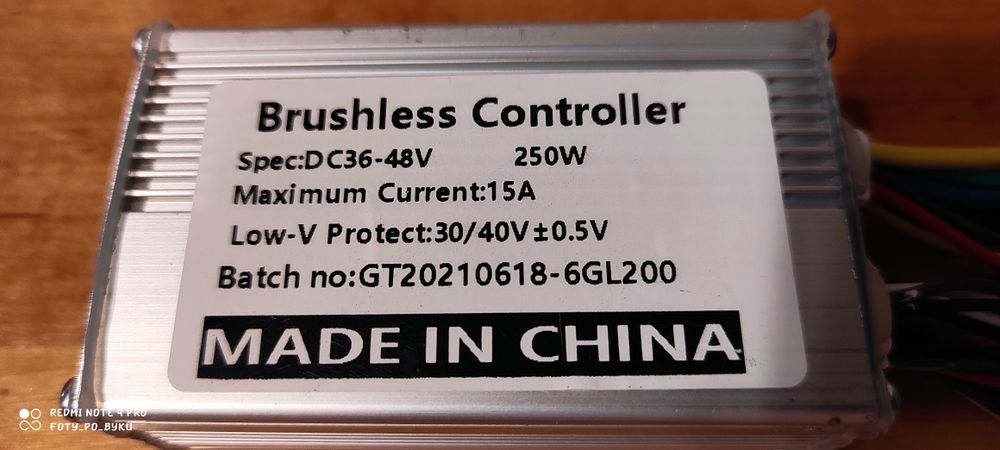 Brushless Controller
Spec:DC36-48V 250W
Maximum Current:15A
Low-V Protect:30/40V±0.5V
Batch no:GT20210618-6GL200
MADE IN CHINA
REDMI NOTE 9 PRO
FOTY_PO_BYKU